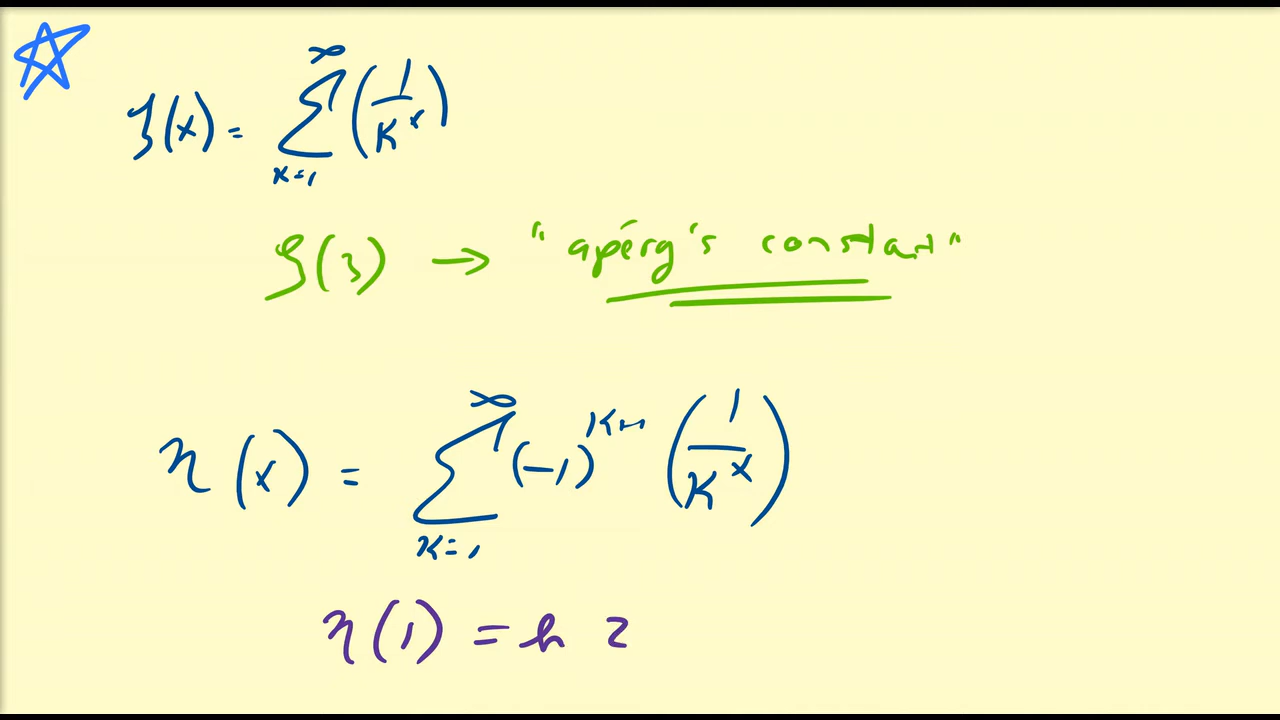 ζ(x) = ∑_{k=1}^{∞} (1/k^x)
ζ(3) → "apéry's constant"
η(x) = ∑_{k=1}^{∞} (-1)^{k+1} (1/k^x)
η(1) = ln 2